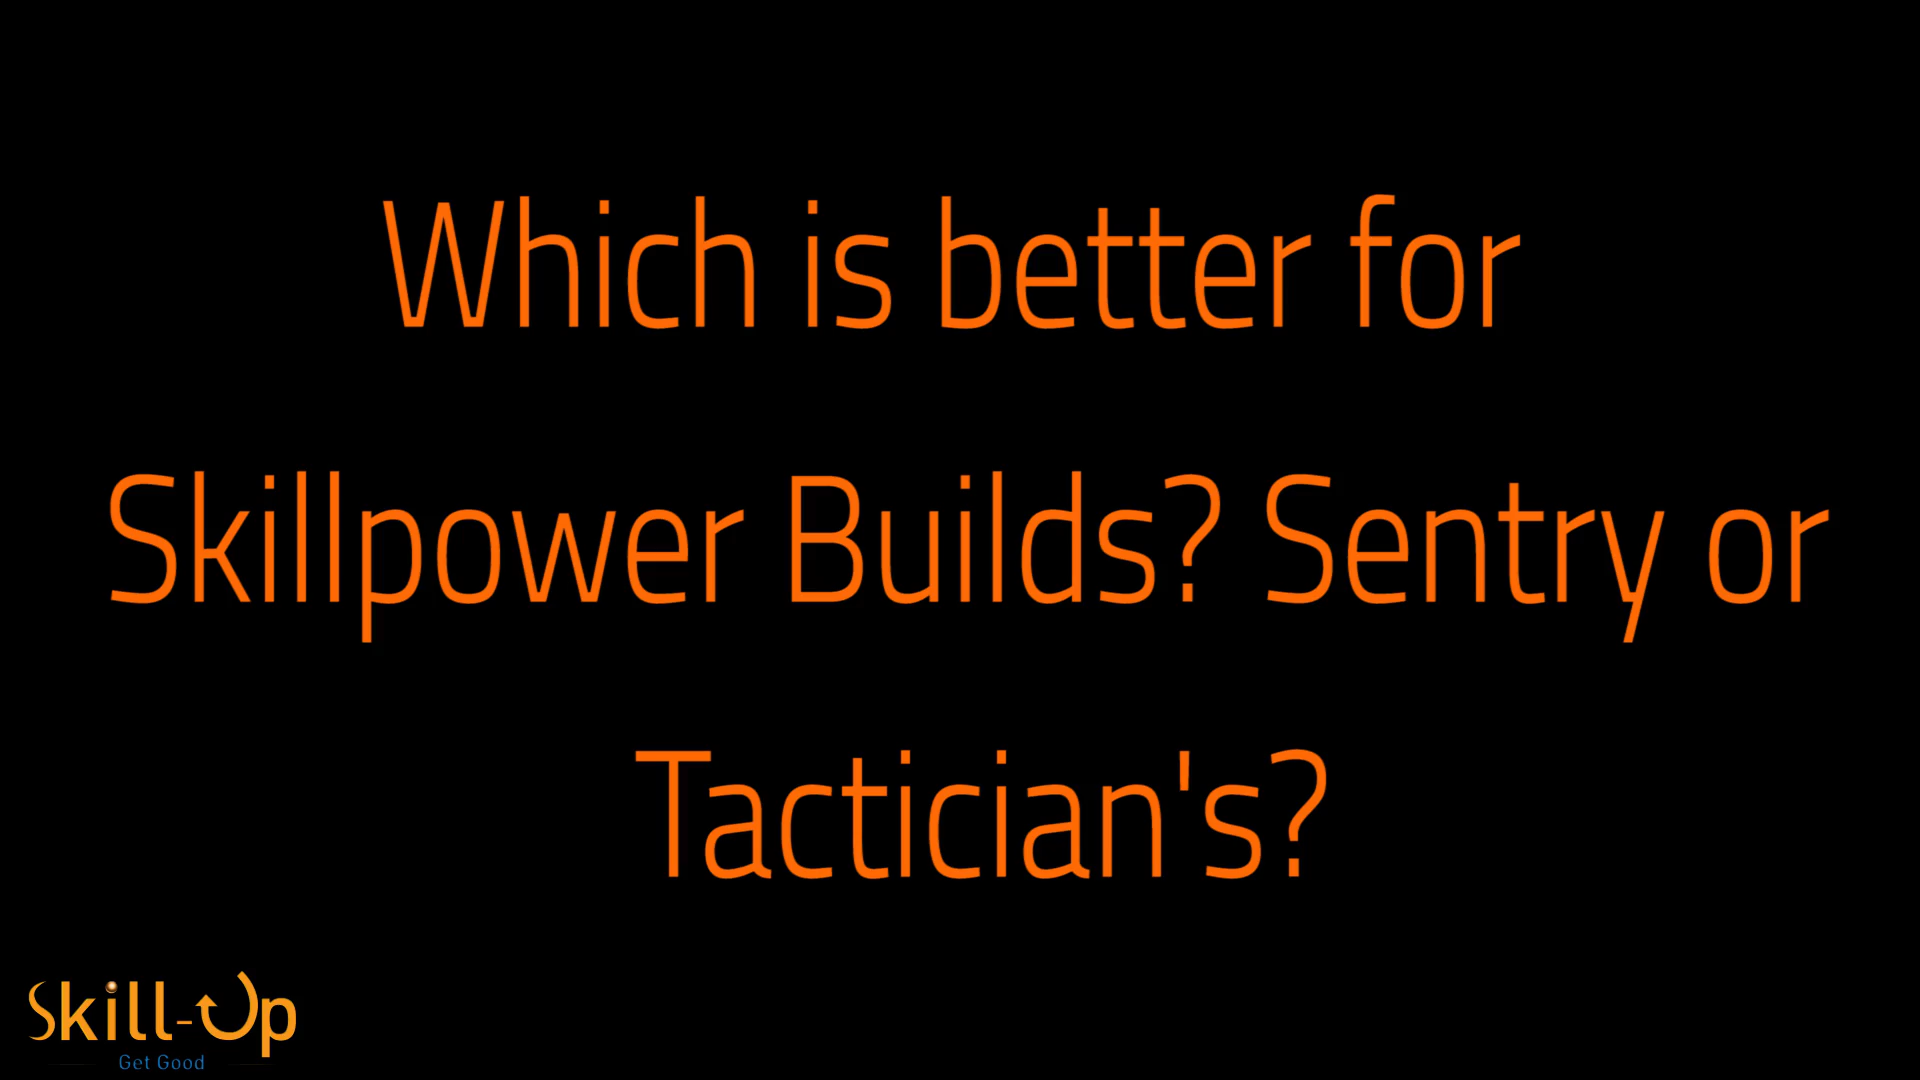 Which is better for
Skillpower Builds? Sentry or
Tactician's?
Skill-Up
Get Good